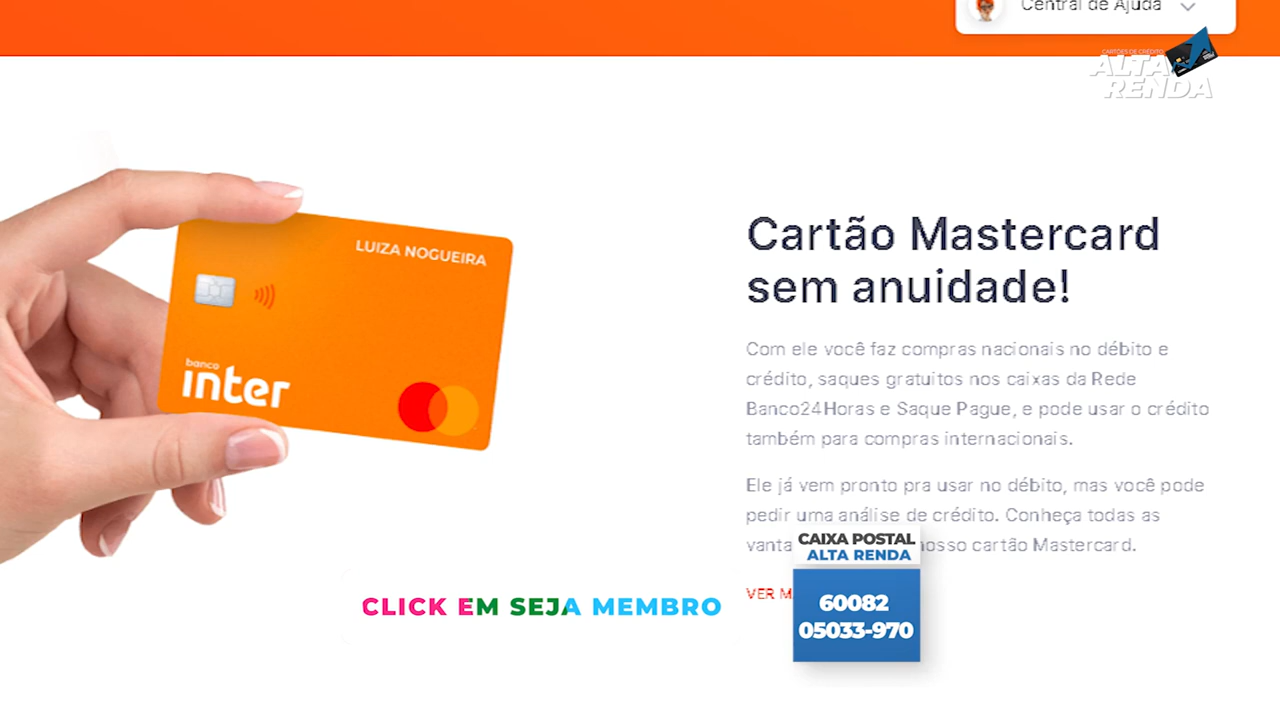 Central de Ajuda
CARTÕES DE CRÉDITO
ALTA
RENDA
LUIZA NOGUEIRA
banco
inter
Cartão Mastercard
sem anuidade!
Com ele você faz compras nacionais no débito e
crédito, saques gratuitos nos caixas da Rede
Banco24Horas e Saque Pague, e pode usar o crédito
também para compras internacionais.
Ele já vem pronto pra usar no débito, mas você pode
pedir uma análise de crédito. Conheça todas as
cartão Mastercard.
VER
CAIXA POSTAL
ALTA RENDA
60082
05033-970
CLICK EM SEJA MEMBRO